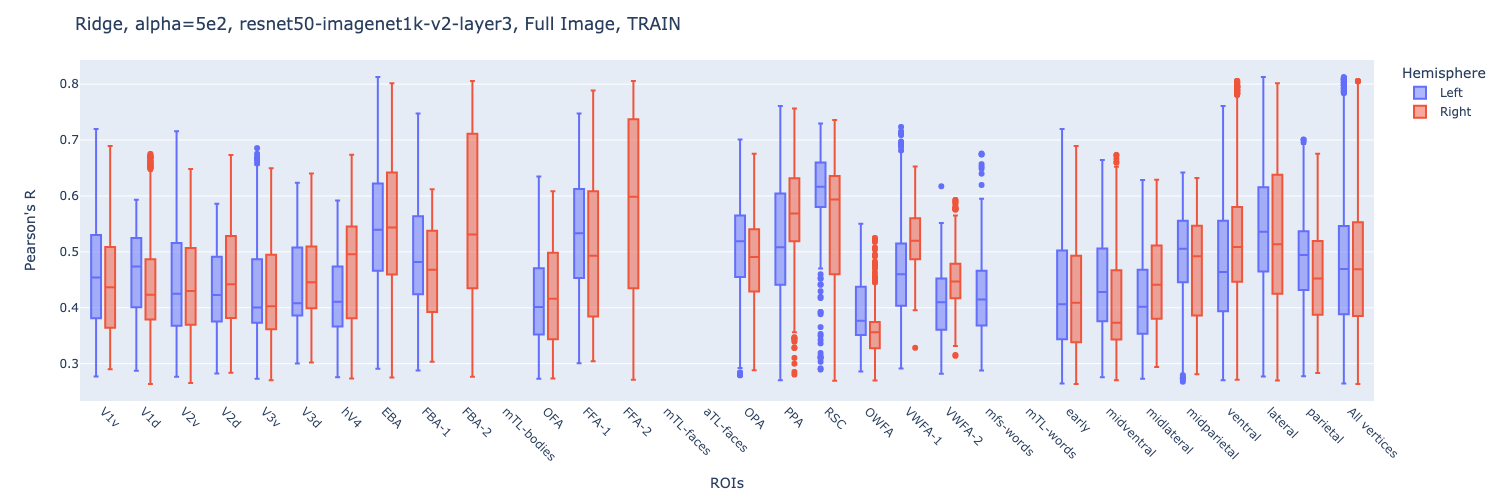 Ridge, alpha=5e2, resnet50-imagenet1k-v2-layer3, Full Image, TRAIN
Hemisphere
Left
Right
Pearson's R
0.8
0.7
0.6
0.5
0.4
0.3
V1v
V1d
V2v
V2d
V3v
V3d
hV4
EBA
FBA-1
FBA-2
mTL-bodies
OFA
FFA-1
FFA-2
mTL-faces
aTL-faces
OPA
PPA
RSC
OWFA
VWFA-1
VWFA-2
mfs-words
mTL-words
early
midventral
midlateral
midparietal
ventral
lateral
parietal
All vertices
ROIs